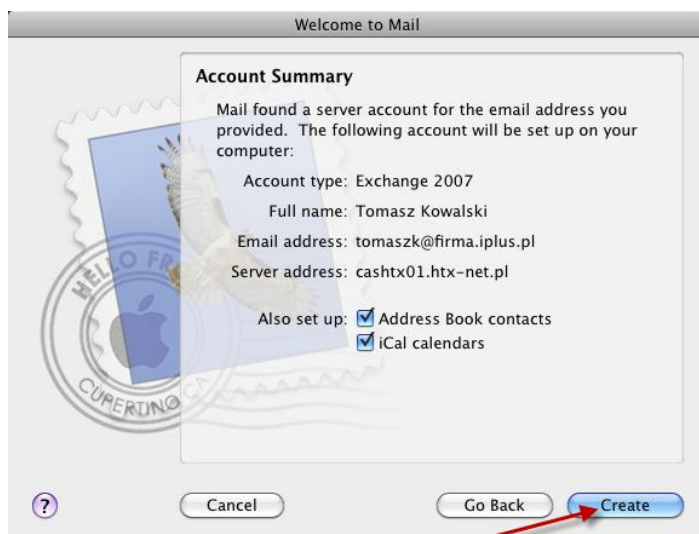 Welcome to Mail
Account Summary
Mail found a server account for the email address you
provided. The following account will be set up on your
computer:
Account type: Exchange 2007
Full name: Tomasz Kowalski
Email address: tomaszk@firma.iplus.pl
Server address: cashtx01.htx-net.pl
Also set up: Address Book contacts
iCal calendars
HELLO FR
CUPERTINO CA
?
Cancel
Go Back
Create